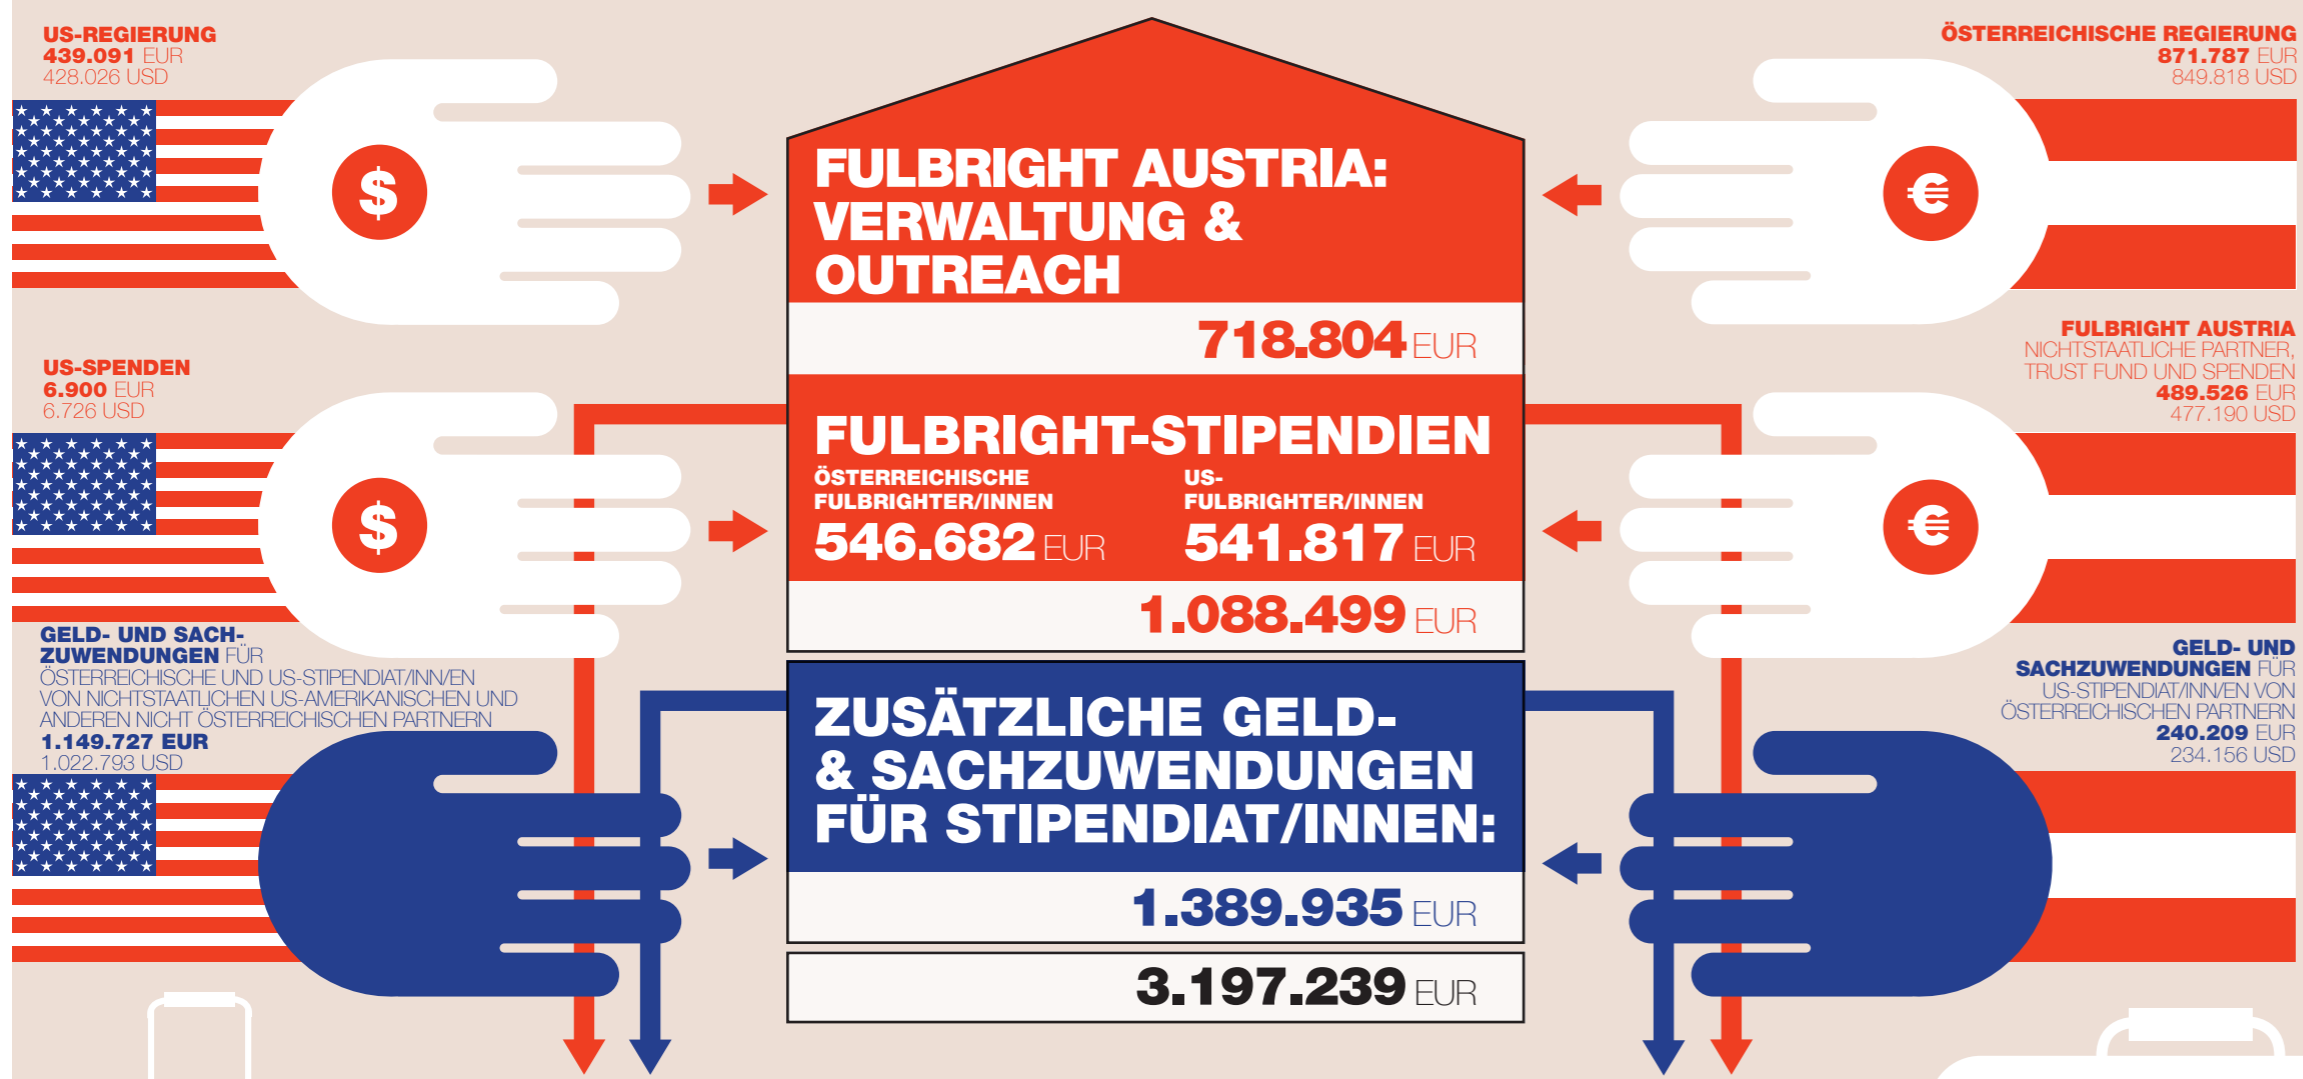 US-REGIERUNG
439.091 EUR
428.026 USD
$
US-SPENDEN
6.900 EUR
6.726 USD
$
GELD- UND SACH-
ZUWENDUNGEN FÜR
ÖSTERREICHISCHE UND US-STIPENDIAT/INN/EN
VON NICHTSTAATLICHEN US-AMERIKANISCHEN UND
ANDEREN NICHT ÖSTERREICHISCHEN PARTNERN
1.149.727 EUR
1.022.793 USD
FULBRIGHT AUSTRIA:
VERWALTUNG &
OUTREACH
718.804 EUR
FULBRIGHT-STIPENDIEN
ÖSTERREICHISCHE
FULBRIGHTER/INNEN
546.682 EUR
US-
FULBRIGHTER/INNEN
541.817 EUR
1.088.499 EUR
ZUSÄTZLICHE GELD-
& SACHZUWENDUNGEN
FÜR STIPENDIAT/INNEN:
1.389.935 EUR
3.197.239 EUR
ÖSTERREICHISCHE REGIERUNG
871.787 EUR
849.818 USD
€
FULBRIGHT AUSTRIA
NICHTSTAATLICHE PARTNER,
TRUST FUND UND SPENDEN
489.526 EUR
477.190 USD
€
GELD- UND
SACHZUWENDUNGEN FÜR
US-STIPENDIAT/INN/EN VON
ÖSTERREICHISCHEN PARTNERN
240.209 EUR
234.156 USD